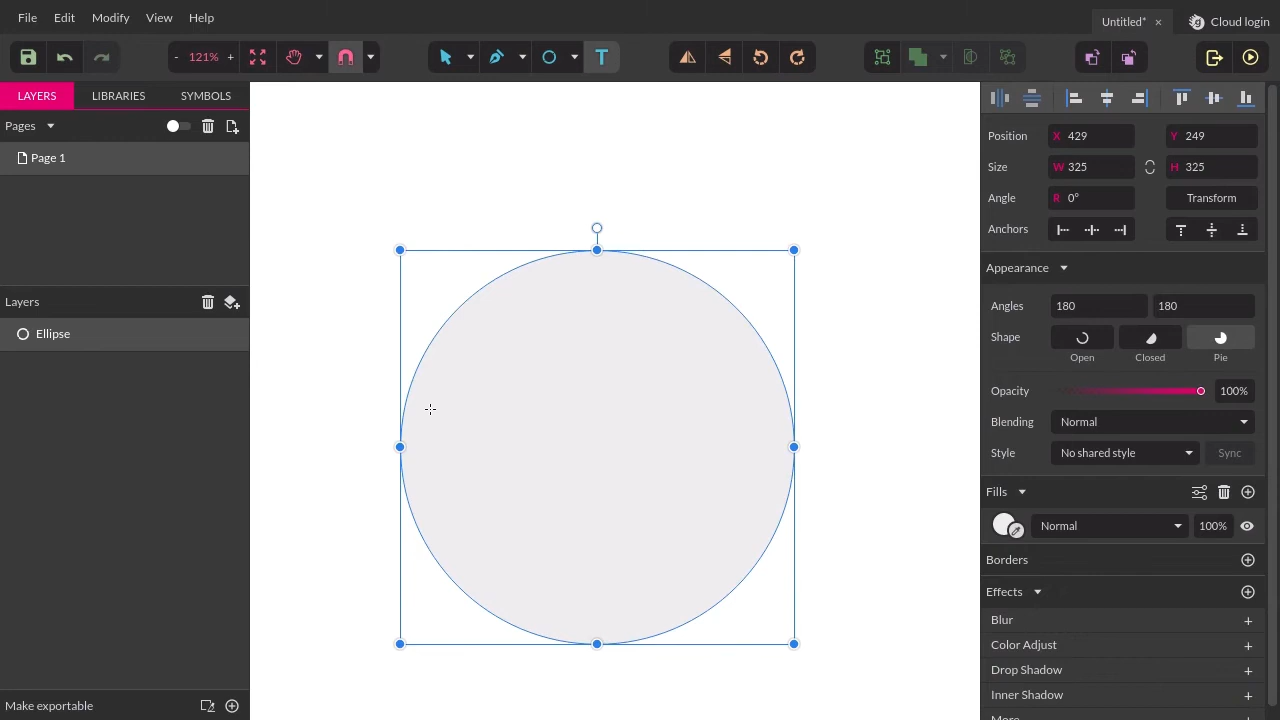 File Edit Modify View Help
Untitled* × Cloud login
- 121% +
T
LAYERS LIBRARIES SYMBOLS
Pages
Page 1
Layers
Ellipse
Make exportable
Position X 429 Y 249
Size W 325 H 325
Angle R 0° Transform
Anchors
Appearance
Angles 180 180
Shape
Open Closed Pie
Opacity 100%
Blending Normal
Style No shared style Sync
Fills
Normal 100%
Borders
Effects
Blur +
Color Adjust +
Drop Shadow +
Inner Shadow +
More